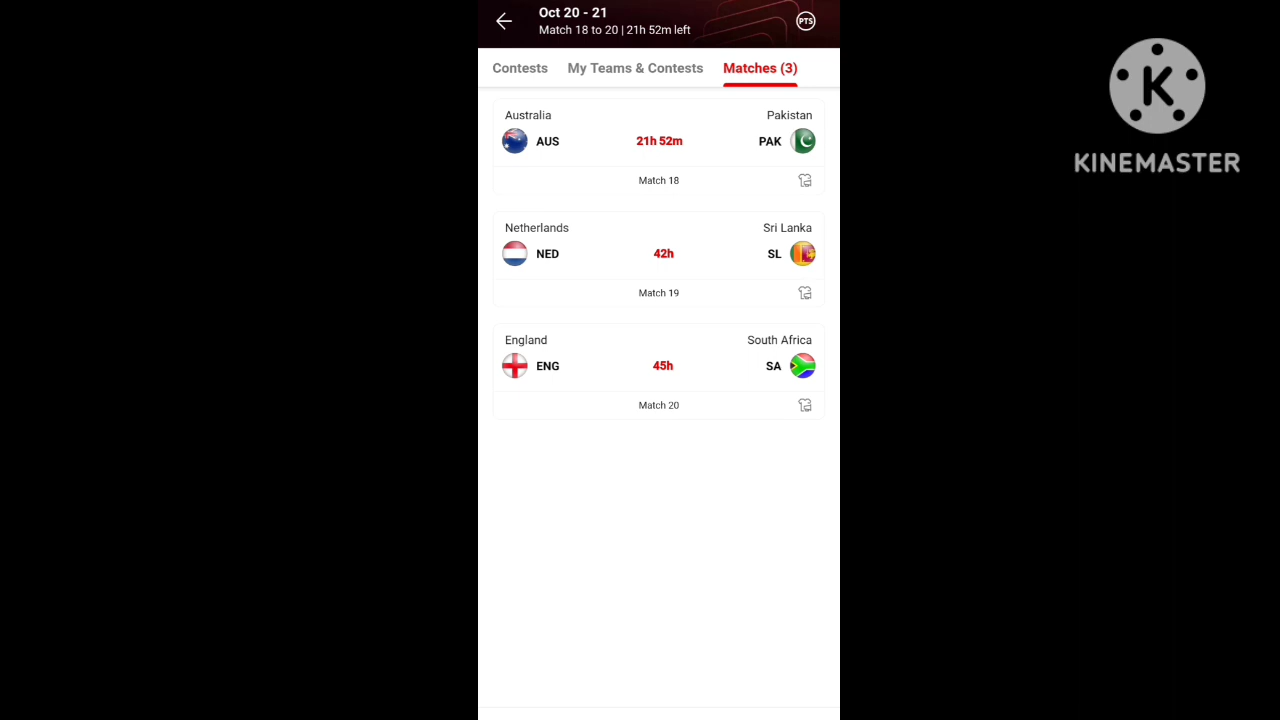 Oct 20 - 21
Match 18 to 20 | 21h 52m left
PTS
Contests My Teams & Contests Matches (3)
Australia Pakistan
AUS 21h 52m PAK
Match 18
Netherlands Sri Lanka
NED 42h SL
Match 19
England South Africa
ENG 45h SA
Match 20
K
KINEMASTER